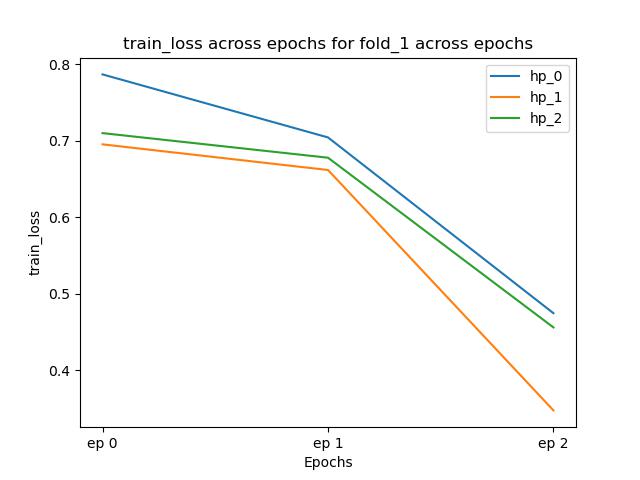 train_loss across epochs for fold_1 across epochs
hp_0
hp_1
hp_2
0.8
0.7
0.6
0.5
0.4
train_loss
ep 0 ep 1 ep 2
Epochs